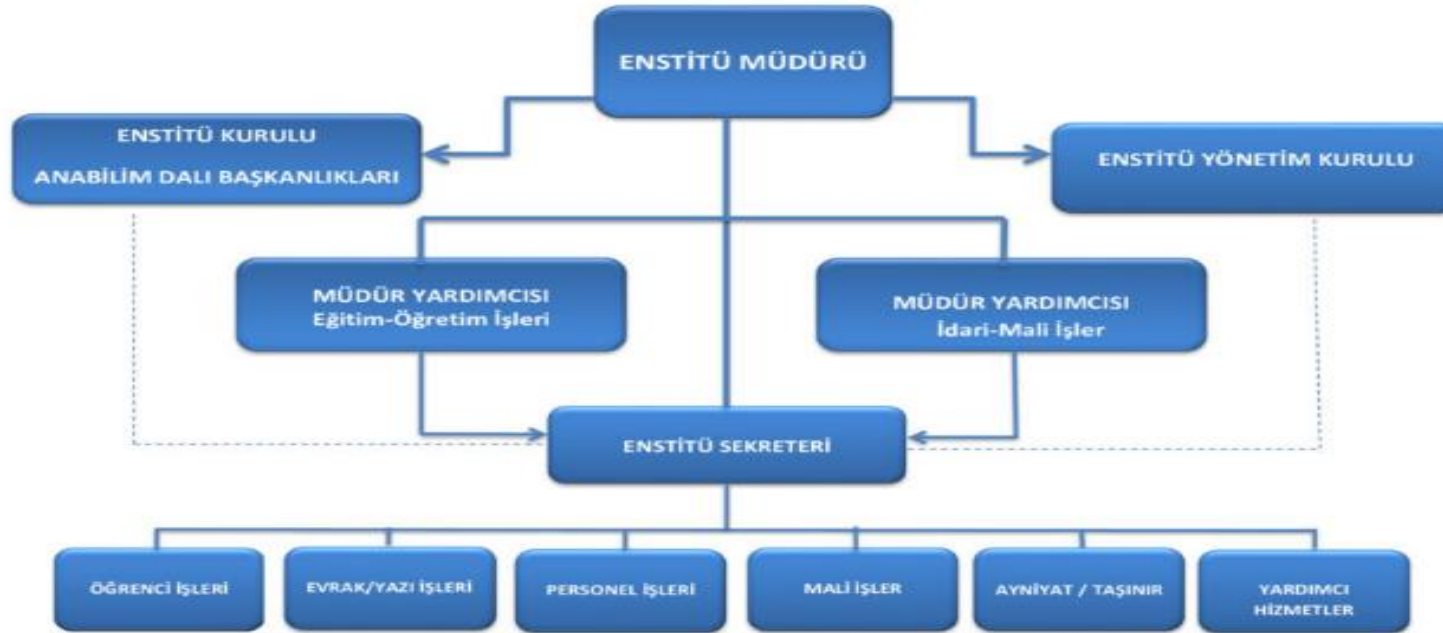 ENSTİTÜ MÜDÜRÜ
ENSTİTÜ KURULU
ANABİLİM DALI BAŞKANLIKLARI
ENSTİTÜ YÖNETİM KURULU
MÜDÜR YARDIMCISI
Eğitim-Öğretim İşleri
MÜDÜR YARDIMCISI
İdari-Mali İşler
ENSTİTÜ SEKRETERİ
ÖĞRENCİ İŞLERİ
EVRAK/YAZI İŞLERİ
PERSONEL İŞLERİ
MALİ İŞLER
AYNİYAT / TAŞINIR
YARDIMCI
HİZMETLER